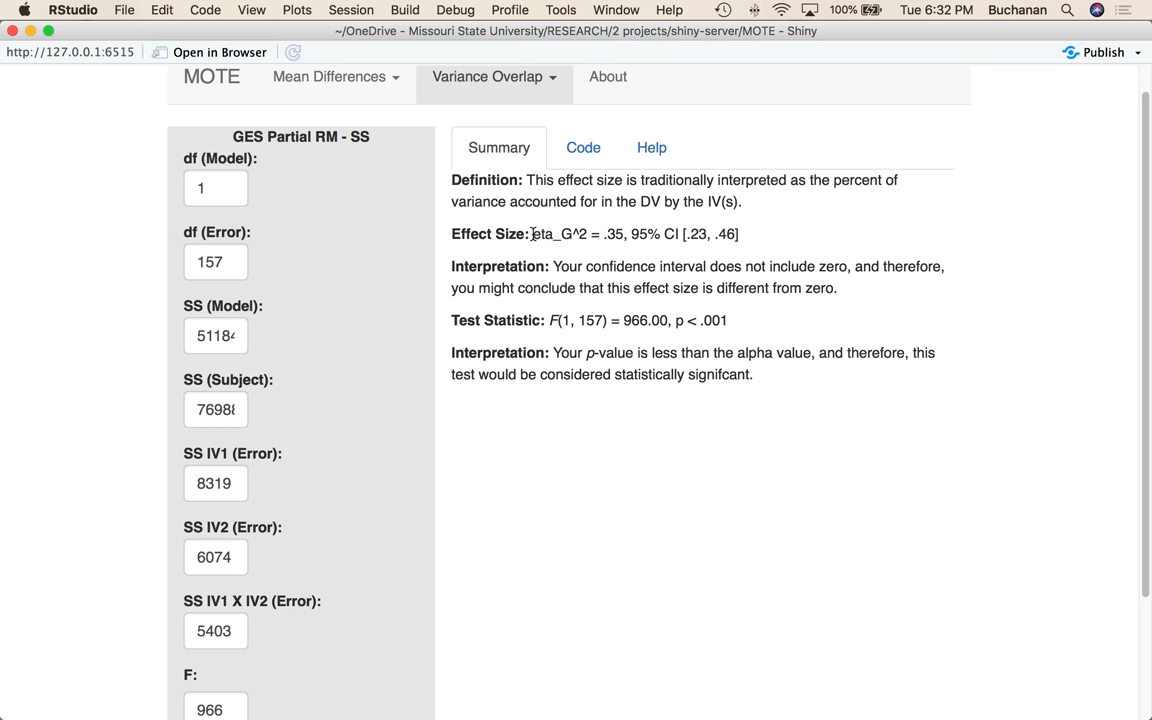 RStudio File Edit Code View Plots Session Build Debug Profile Tools Window Help 100% Tue 6:32 PM Buchanan
~/OneDrive - Missouri State University/RESEARCH/2 projects/shiny-server/MOTE - Shiny
http://127.0.0.1:6515 Open in Browser Publish
MOTE Mean Differences Variance Overlap About
GES Partial RM - SS
df (Model):
1
df (Error):
157
SS (Model):
5118
SS (Subject):
7698
SS IV1 (Error):
8319
SS IV2 (Error):
6074
SS IV1 X IV2 (Error):
5403
F:
966
Summary Code Help
Definition: This effect size is traditionally interpreted as the percent of
variance accounted for in the DV by the IV(s).
Effect Size: eta_G^2 = .35, 95% CI [.23, .46]
Interpretation: Your confidence interval does not include zero, and therefore,
you might conclude that this effect size is different from zero.
Test Statistic: F(1, 157) = 966.00, p < .001
Interpretation: Your p-value is less than the alpha value, and therefore, this
test would be considered statistically signifcant.